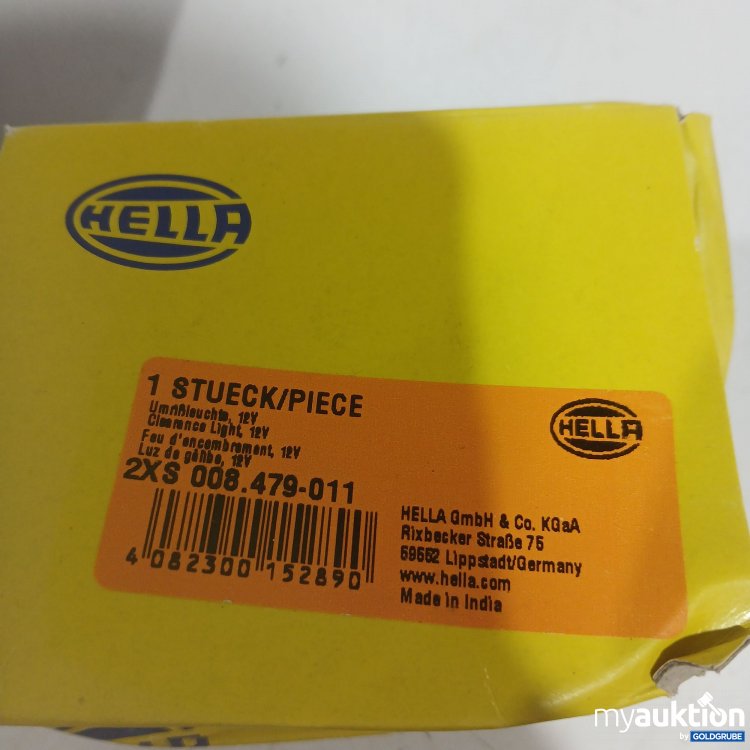 HELLA
1 STUECK/PIECE
Umrißleuchte, 12V
Clearence Light, 12V
Feu d'encombrement, 12V
Luz de gálibo, 12V
2XS 008.479-011
4 082300 152890
HELLA
HELLA GmbH & Co. KGaA
Rixbecker Straße 75
59552 Lippstadt/Germany
www.hella.com
Made in India
myauktion
by GOLDGRUBE